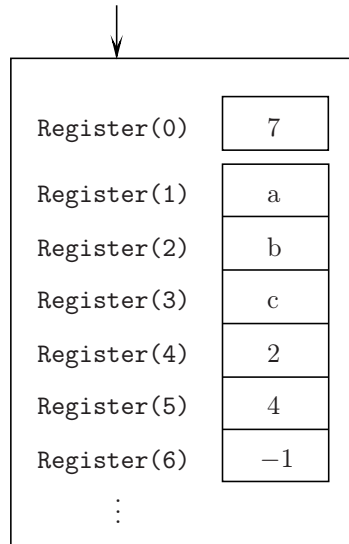 Register(0) 7
Register(1) a
Register(2) b
Register(3) c
Register(4) 2
Register(5) 4
Register(6) −1
⋮